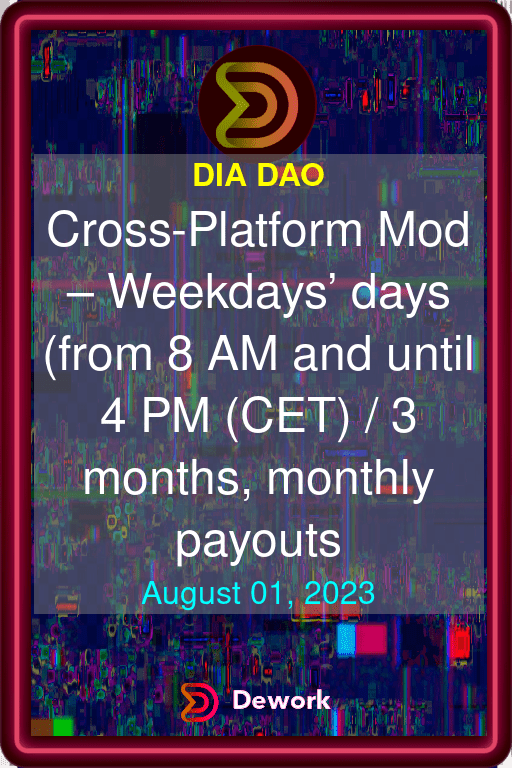 DIA DAO
Cross-Platform Mod
– Weekdays’ days
(from 8 AM and until
4 PM (CET) / 3
months, monthly
payouts
August 01, 2023
Dework